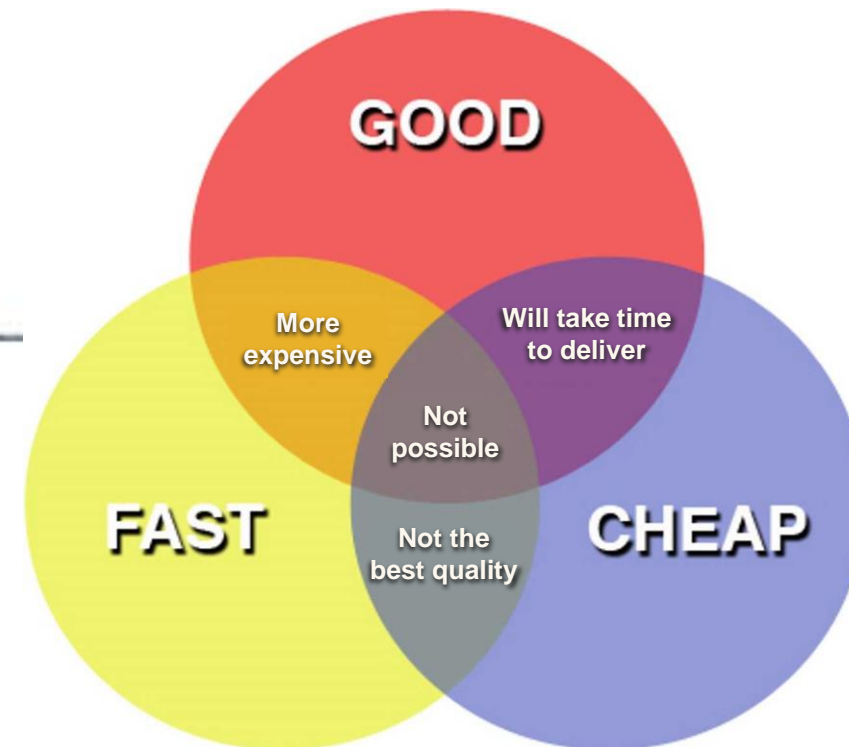 GOOD
More
expensive
Will take time
to deliver
Not
possible
FAST
Not the
best quality
CHEAP